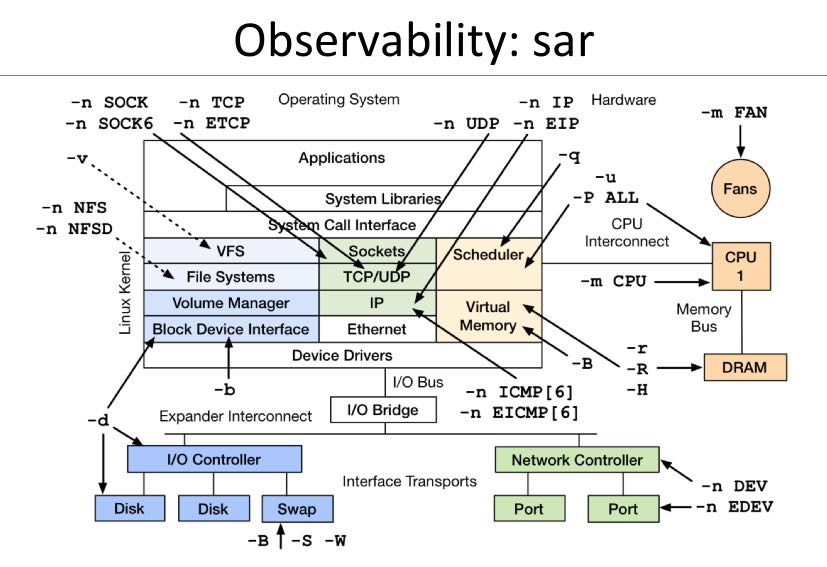 Observability: sar
-n SOCK
-n SOCK6
-n TCP
-n ETCP
Operating System
-n IP
-n EIP
Hardware
-n UDP
-m FAN
Applications
-v
-q
-u
-P ALL
Fans
System Libraries
-n NFS
-n NFSD
System Call Interface
CPU
Interconnect
VFS
Sockets
Scheduler
CPU
1
File Systems
TCP/UDP
-m CPU
Linux Kernel
Volume Manager
IP
Virtual
Memory
Memory
Bus
Block Device Interface
Ethernet
Device Drivers
-B
-r
-R
-H
DRAM
-b
I/O Bus
-n ICMP[6]
-n EICMP[6]
-d
Expander Interconnect
I/O Bridge
I/O Controller
Interface Transports
Network Controller
-n DEV
-n EDEV
Disk
Disk
Swap
Port
Port
-B
-S -W